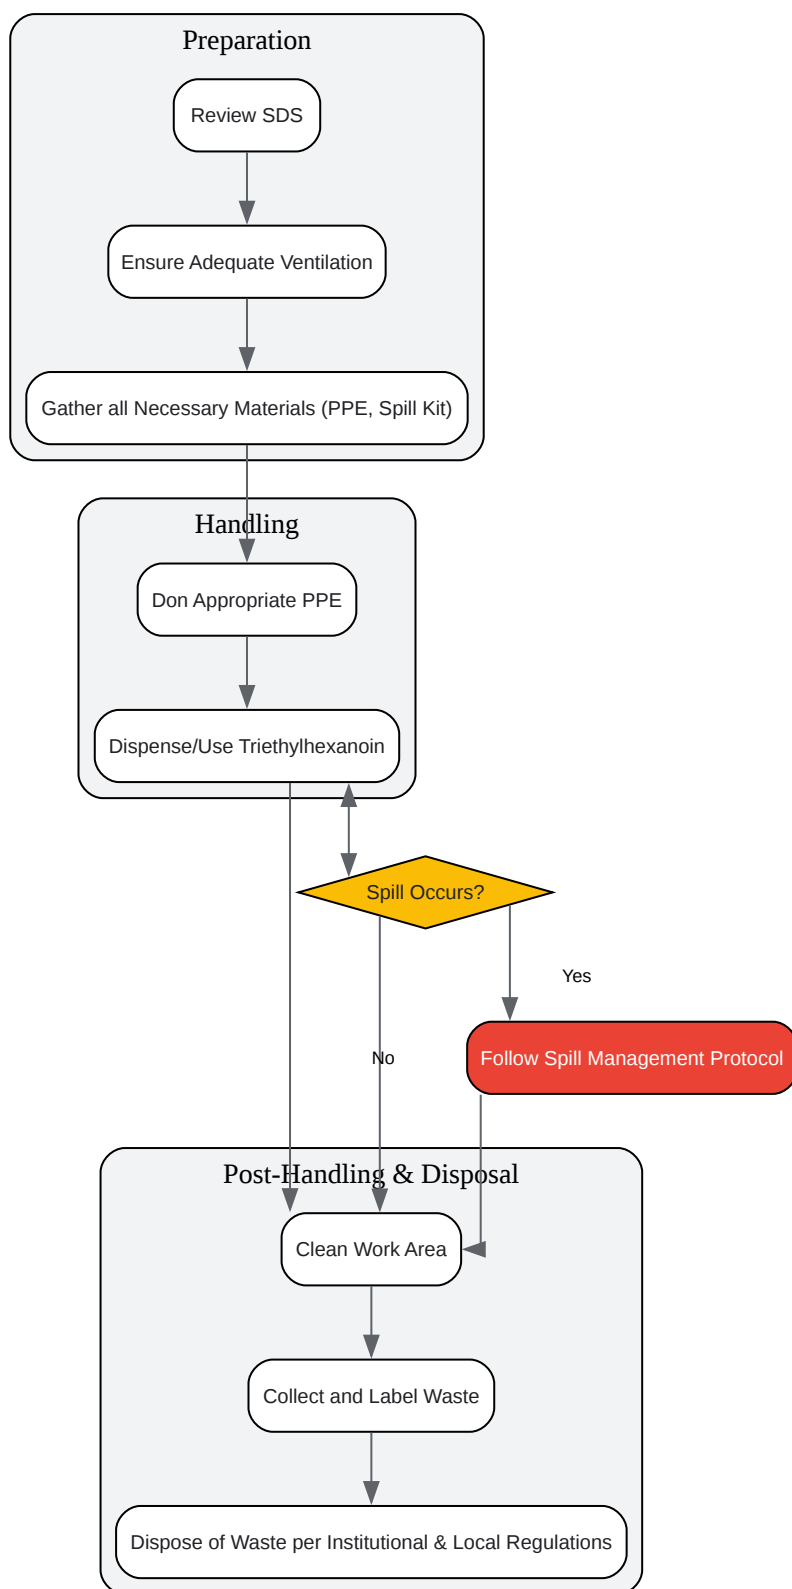 Preparation
Review SDS
Ensure Adequate Ventilation
Gather all Necessary Materials (PPE, Spill Kit)
Handling
Don Appropriate PPE
Dispense/Use Triethylhexanoin
Spill Occurs?
Yes
No
Follow Spill Management Protocol
Post-Handling & Disposal
Clean Work Area
Collect and Label Waste
Dispose of Waste per Institutional & Local Regulations